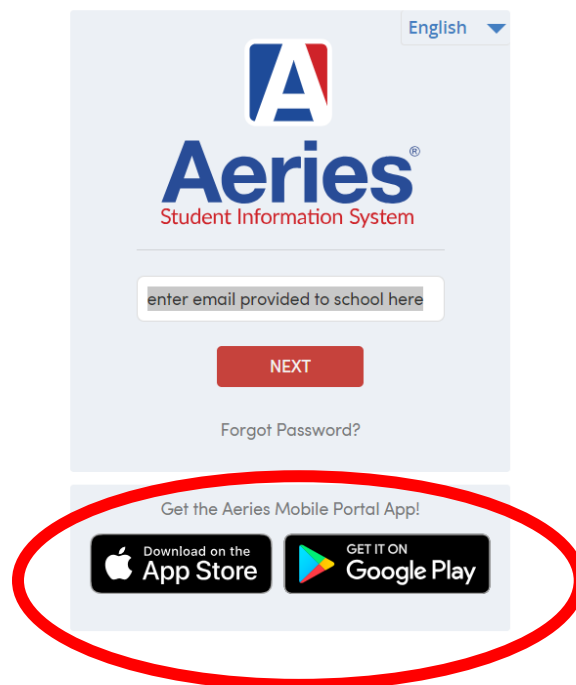 English
A
Aeries®
Student Information System
enter email provided to school here
NEXT
Forgot Password?
Get the Aeries Mobile Portal App!
Download on the
App Store
GET IT ON
Google Play